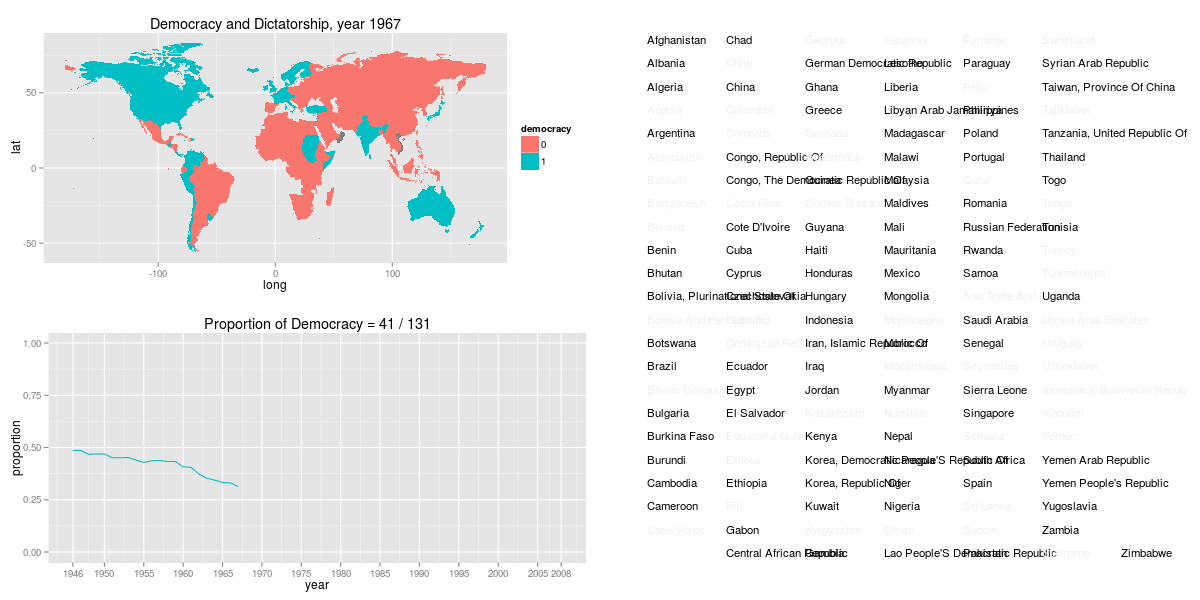 Democracy and Dictatorship, year 1967
lat
50
0
-50
-100
0
100
long
democracy
0
1
Proportion of Democracy = 41 / 131
proportion
1.00
0.75
0.50
0.25
0.00
1946
1950
1955
1960
1965
1970
1975
1980
1985
1990
1995
2000
2005
2008
year
Afghanistan
Albania
Algeria
Angola
Argentina
Azerbaijan
Bahrain
Bangladesh
Belarus
Benin
Bhutan
Bolivia, Plurinational State Of
Bosnia And Herzegovina
Botswana
Brazil
Brunei Darussalam
Bulgaria
Burkina Faso
Burundi
Cambodia
Cameroon
Cape Verde
Central African Republic
Chad
Chile
China
Colombia
Comoros
Congo, Republic Of
Congo, The Democratic Republic Of
Costa Rica
Cote D'Ivoire
Cuba
Cyprus
Czechoslovakia
Dominican Rep
Ecuador
Egypt
El Salvador
Equatorial Gui
Eritrea
Ethiopia
Fiji
Gabon
Gambia
Georgia
German Democratic Republic
Ghana
Greece
Grenada
Guatemala
Guinea
Guinea-Bissau
Guyana
Haiti
Honduras
Hungary
Indonesia
Iran, Islamic Republic Of
Iraq
Jordan
Kazakhstan
Kenya
Korea, Democratic People'S Republic Of
Korea, Republic Of
Kuwait
Kyrgyzstan
Lao People'S Democratic Republic
Lebanon
Lesotho
Liberia
Libyan Arab Jamahiriya
Madagascar
Malawi
Malaysia
Maldives
Mali
Mauritania
Mexico
Mongolia
Montenegro
Morocco
Mozambique
Myanmar
Namibia
Nepal
Nicaragua
Niger
Nigeria
Oman
Pakistan
Panama
Paraguay
Peru
Philippines
Poland
Portugal
Qatar
Romania
Russian Federation
Rwanda
Samoa
Sao Tome And
Saudi Arabia
Senegal
Seychelles
Sierra Leone
Singapore
Somalia
South Africa
Spain
Sri Lanka
Sudan
Suriname
Swaziland
Syrian Arab Republic
Taiwan, Province Of China
Tajikistan
Tanzania, United Republic Of
Thailand
Togo
Tonga
Tunisia
Turkey
Turkmenistan
Uganda
United Arab Emirates
Uruguay
Uzbekistan
Venezuela, Bolivarian Repub
Vietnam
Yemen
Yemen Arab Republic
Yemen People's Republic
Yugoslavia
Zambia
Zimbabwe